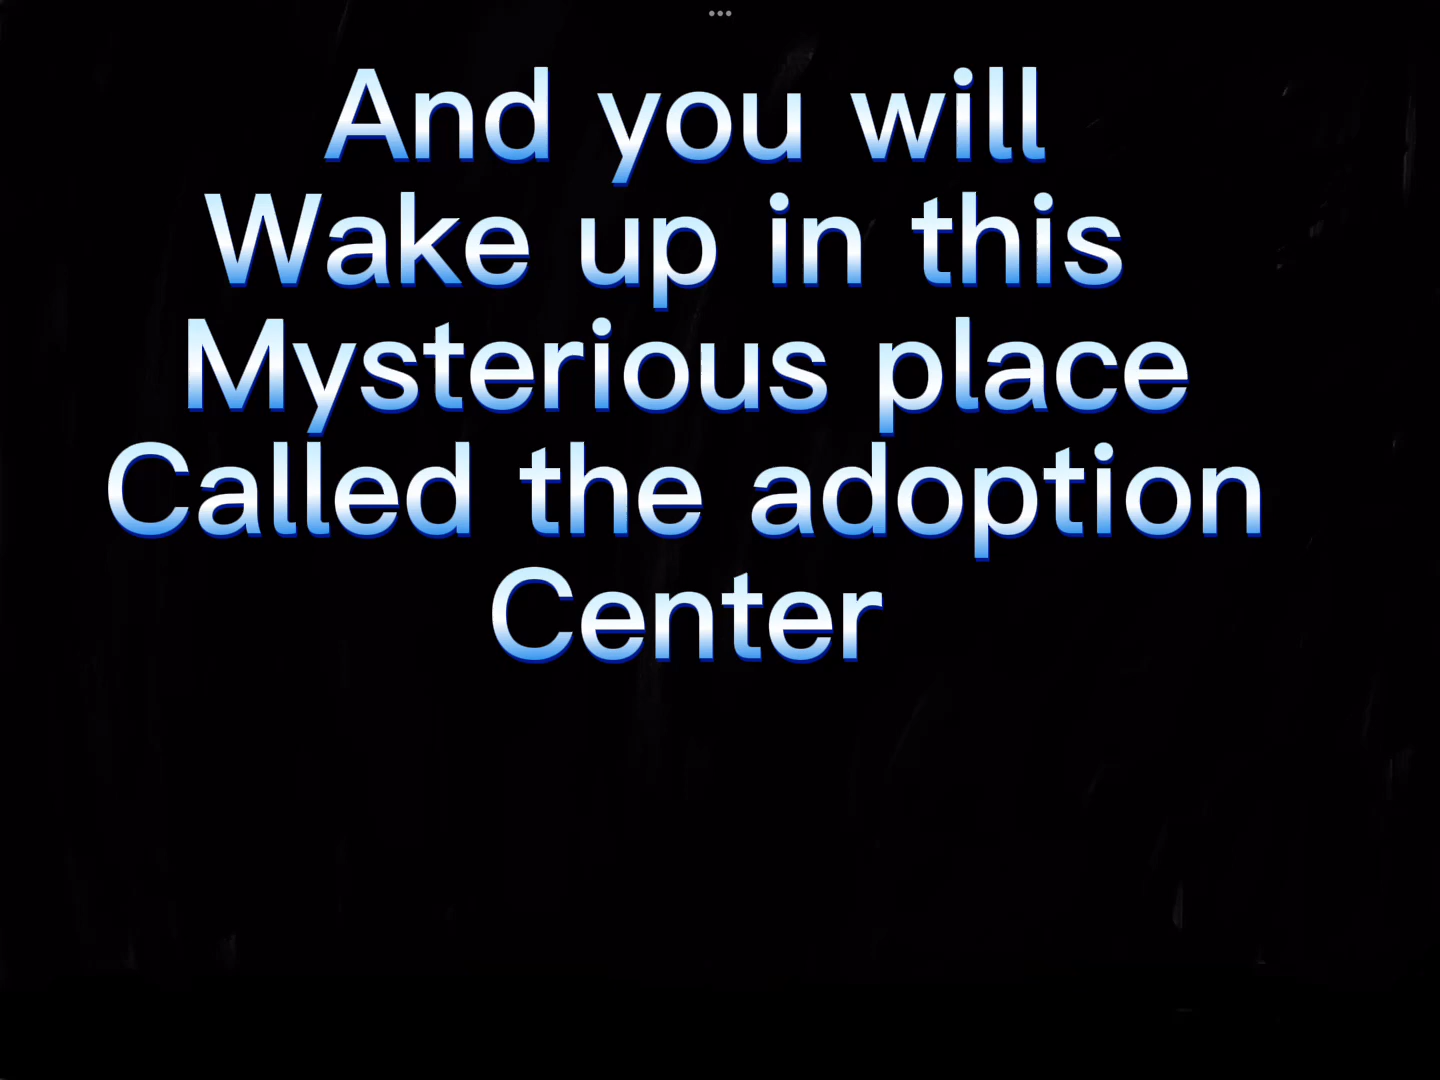 And you will
Wake up in this
Mysterious place
Called the adoption
Center